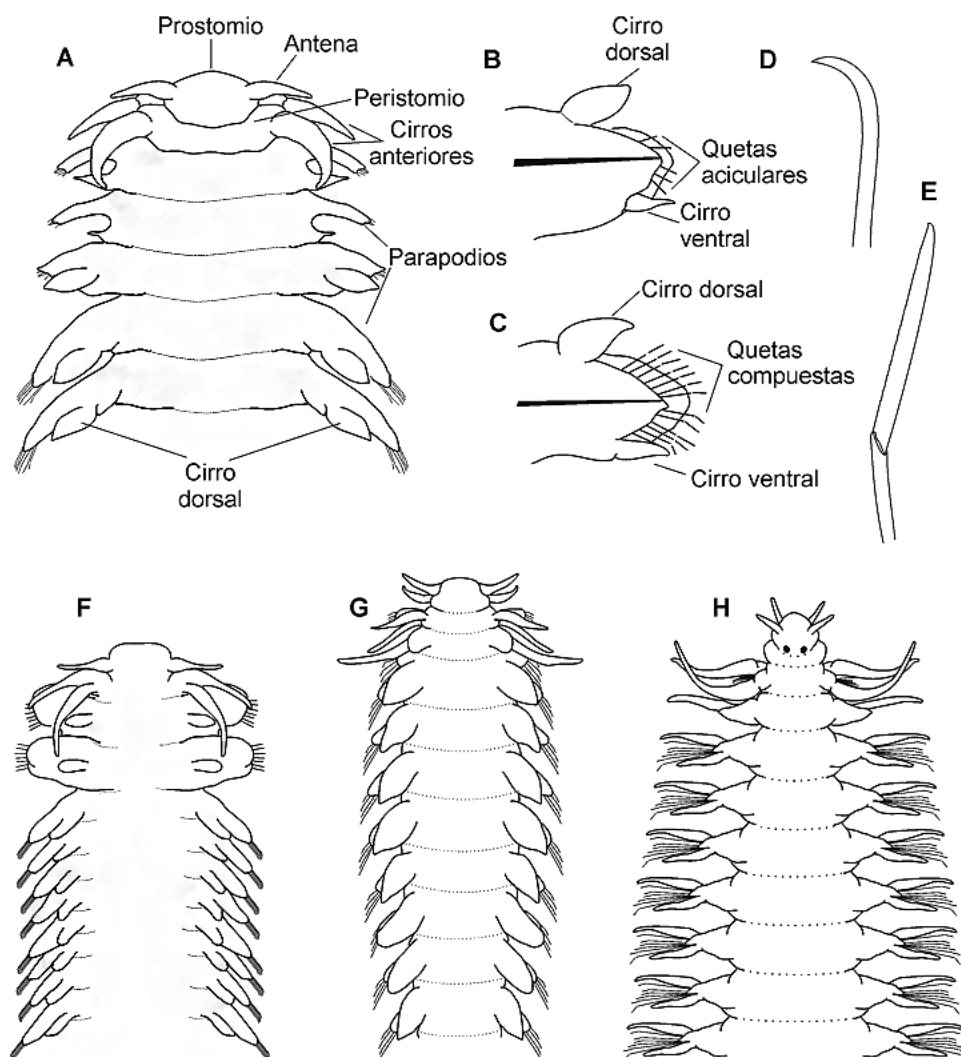 A
Prostomio
Antena
Peristomio
Cirros
anteriores
Parapodios
Cirro
dorsal
B
Cirro
dorsal
Quetas
aciculares
Cirro
ventral
C
Cirro dorsal
Quetas
compuestas
Cirro ventral
D
E
F
G
H